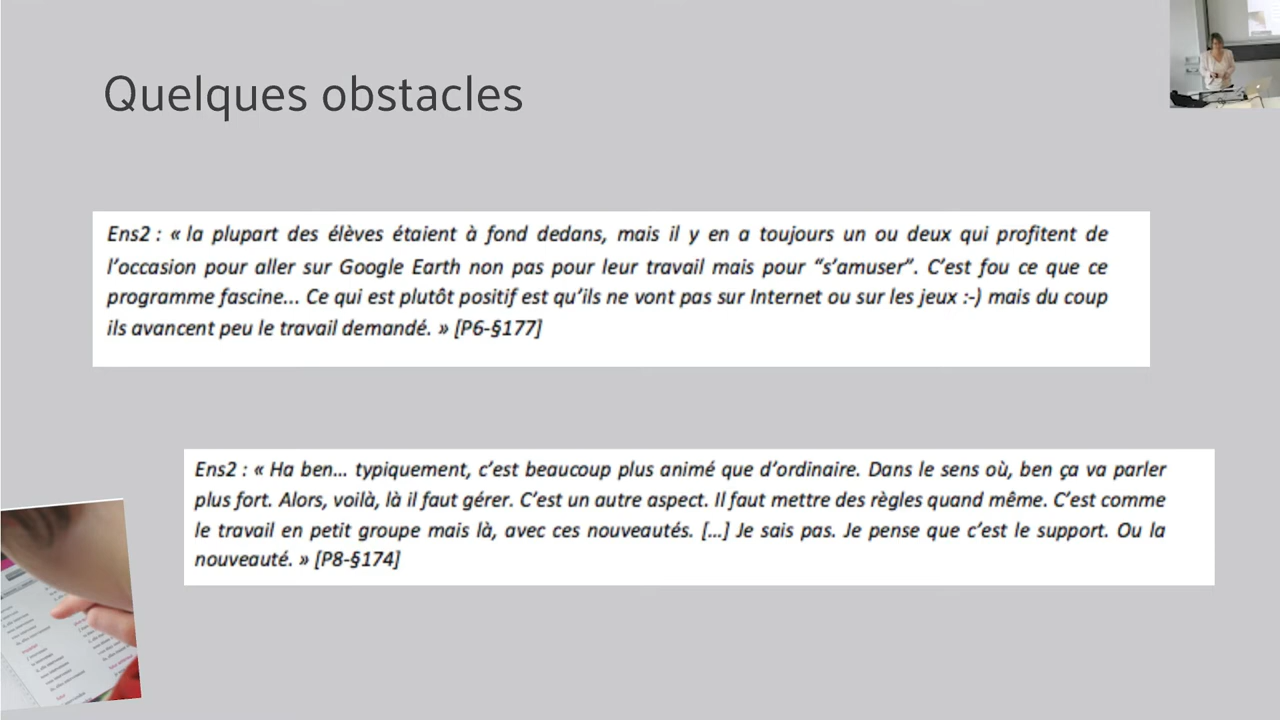 Quelques obstacles
Ens2 : « la plupart des élèves étaient à fond dedans, mais il y en a toujours un ou deux qui profitent de
l’occasion pour aller sur Google Earth non pas pour leur travail mais pour “s’amuser”. C’est fou ce que ce
programme fascine... Ce qui est plutôt positif est qu’ils ne vont pas sur Internet ou sur les jeux :-) mais du coup
ils avancent peu le travail demandé. » [P6-§177]
Ens2 : « Ha ben... typiquement, c’est beaucoup plus animé que d’ordinaire. Dans le sens où, ben ça va parler
plus fort. Alors, voilà, là il faut gérer. C’est un autre aspect. Il faut mettre des règles quand même. C’est comme
le travail en petit groupe mais là, avec ces nouveautés. [...] Je sais pas. Je pense que c’est le support. Ou la
nouveauté. » [P8-§174]